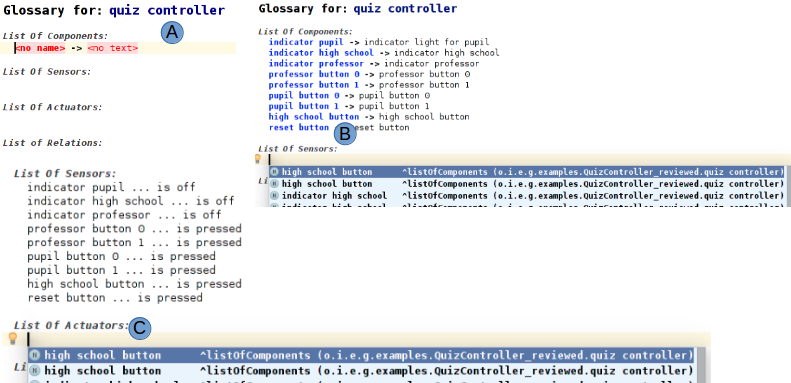 Glossary for: quiz controller
A
List Of Components:
<no name> -> <no text>
List Of Sensors:
List Of Actuators:
List of Relations:
Glossary for: quiz controller
List Of Components:
indicator pupil -> indicator light for pupil
indicator high school -> indicator high school
indicator professor -> indicator professor
professor button 0 -> professor button 0
professor button 1 -> professor button 1
pupil button 0 -> pupil button 0
pupil button 1 -> pupil button 1
high school button -> high school button
reset button reset button
B
List Of Sensors:
high school button ^listOfComponents (o.i.e.g.examples.QuizController_reviewed.quiz controller)
high school button ^listOfComponents (o.i.e.g.examples.QuizController_reviewed.quiz controller)
indicator high school ^listOfComponents (o.i.e.g.examples.QuizController_reviewed.quiz controller)
List Of Sensors:
indicator pupil ... is off
indicator high school ... is off
indicator professor ... is off
professor button 0 ... is pressed
professor button 1 ... is pressed
pupil button 0 ... is pressed
pupil button 1 ... is pressed
high school button ... is pressed
reset button ... is pressed
List Of Actuators:
C
high school button ^listOfComponents (o.i.e.g.examples.QuizController_reviewed.quiz controller)
high school button ^listOfComponents (o.i.e.g.examples.QuizController_reviewed.quiz controller)